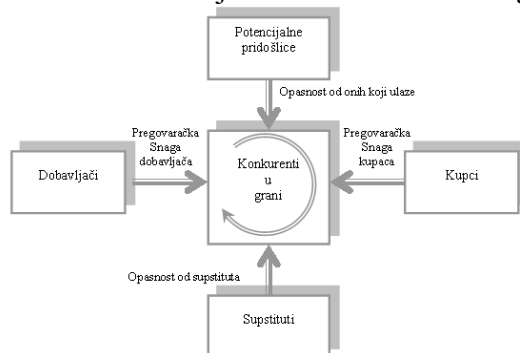 Potencijalne
pridošlice
Opasnost od onih koji ulaze
Pregovaračka
Snaga
dobavljača
Pregovaračka
Snaga
kupaca
Dobavljači
Konkurenti
u
grani
Kupci
Opasnost od supstituta
Supstituti